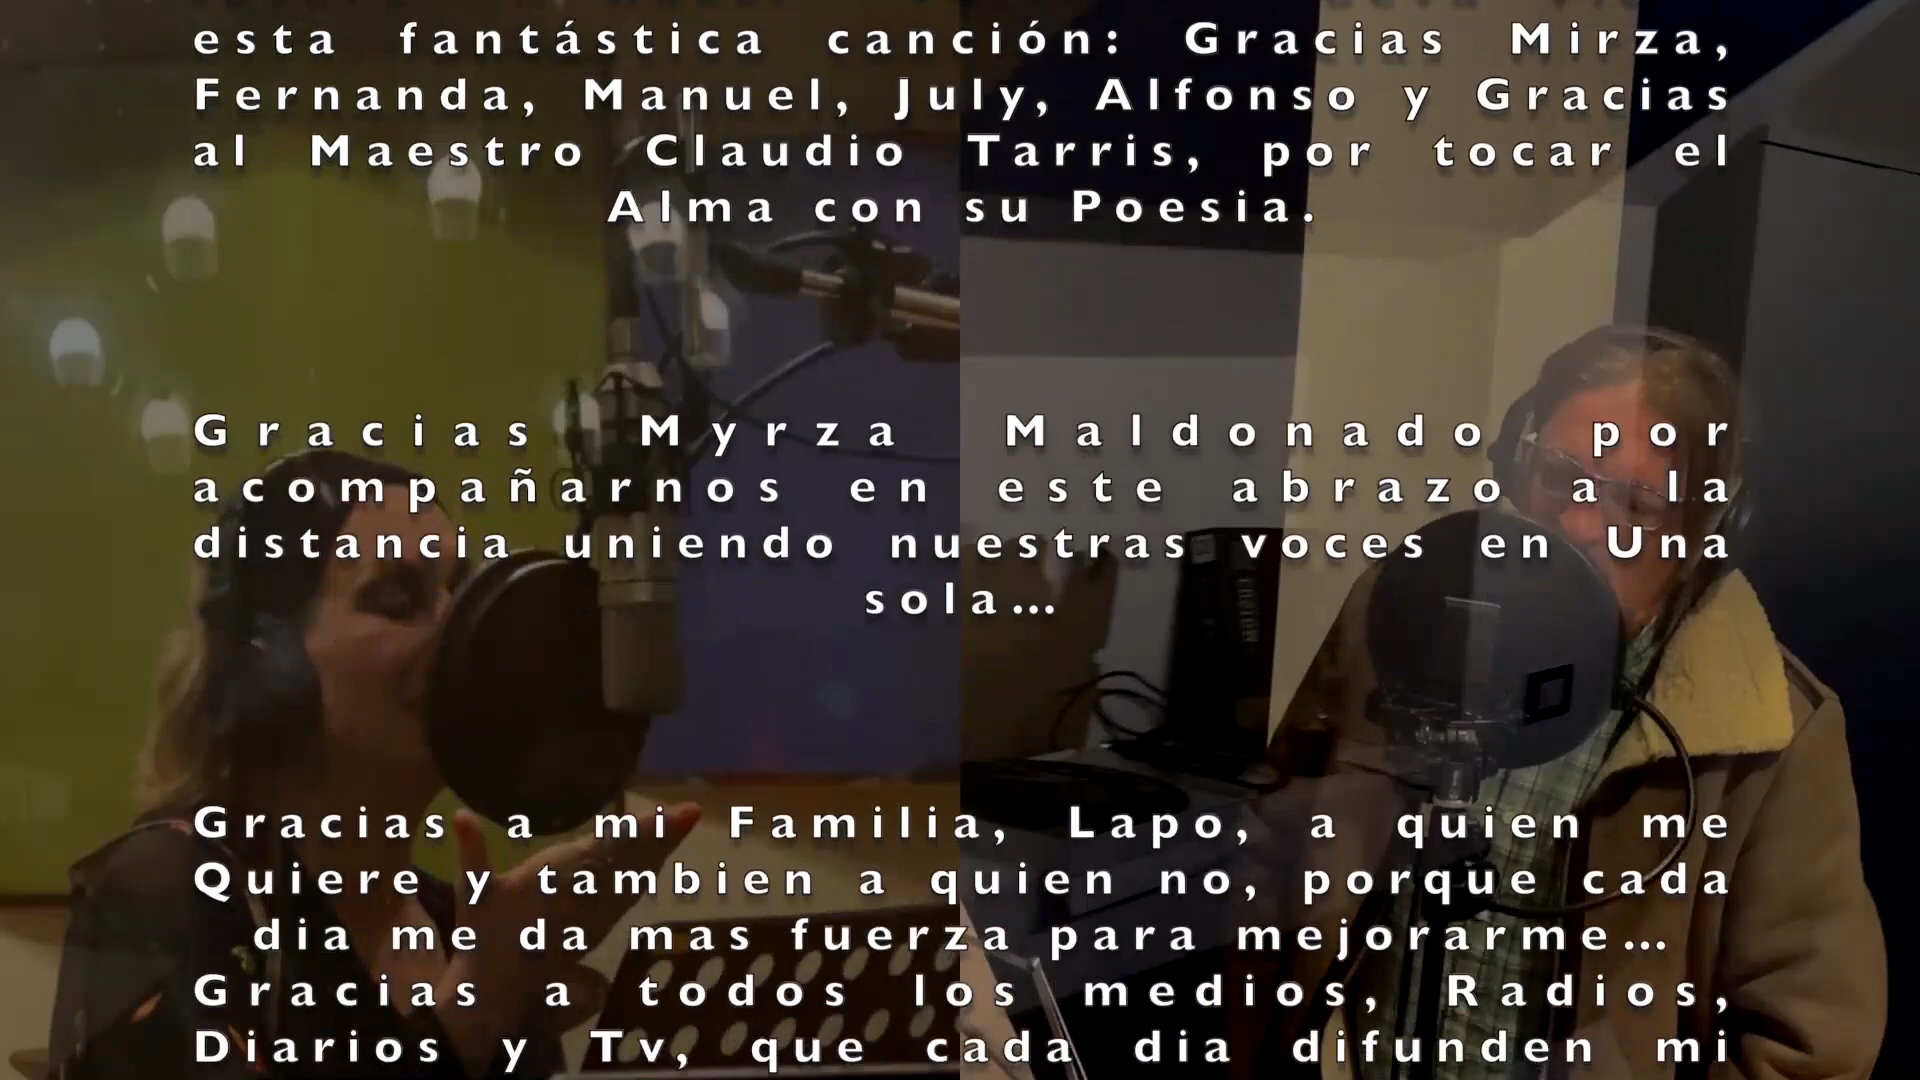 esta fantástica canción: Gracias Mirza,
Fernanda, Manuel, July, Alfonso y Gracias
al Maestro Claudio Tarris, por tocar el
Alma con su Poesia.
Gracias Myrza Maldonado por
acompañarnos en este abrazo a la
distancia uniendo nuestras voces en Una
sola...
Gracias a mi Familia, Lapo, a quien me
Quiere y tambien a quien no, porque cada
dia me da mas fuerza para mejorarme...
Gracias a todos los medios, Radios,
Diarios y Tv, que cada dia difunden mi